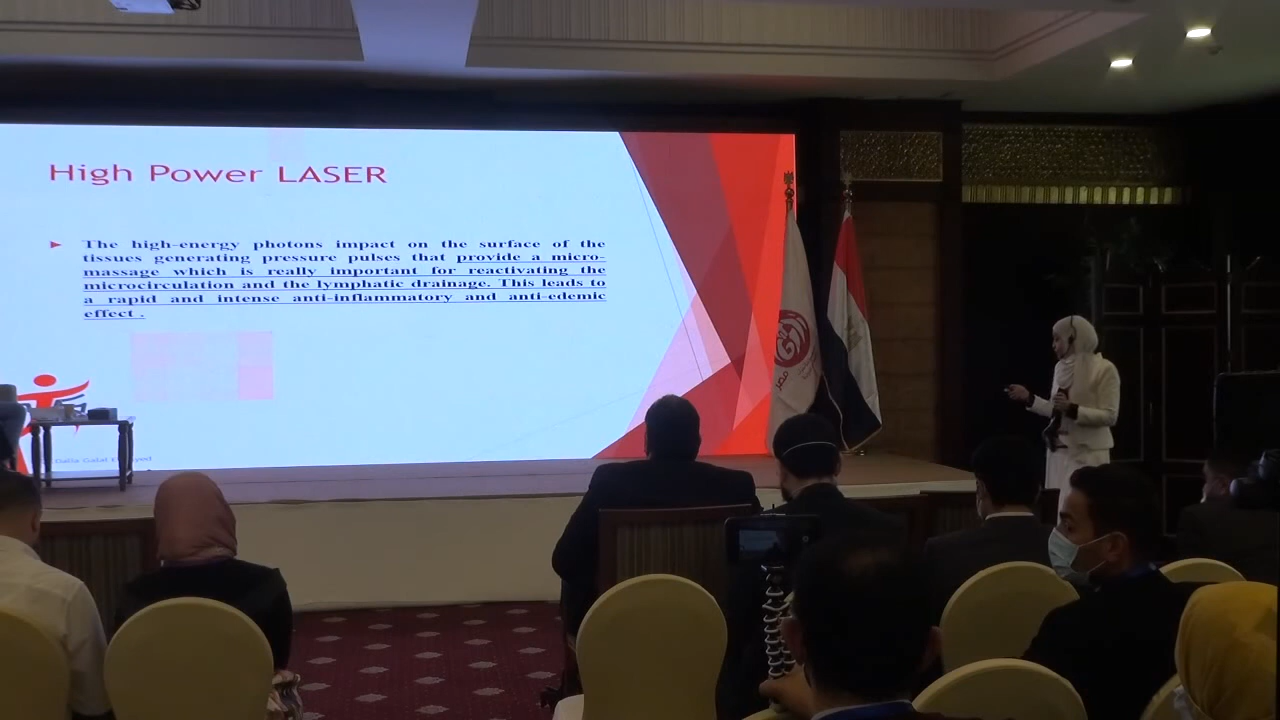 High Power LASER
► The high-energy photons impact on the surface of the
tissues generating pressure pulses that provide a micro-
massage which is really important for reactivating the
microcirculation and the lymphatic drainage. This leads to
a rapid and intense anti-inflammatory and anti-edemic
effect .
مصر